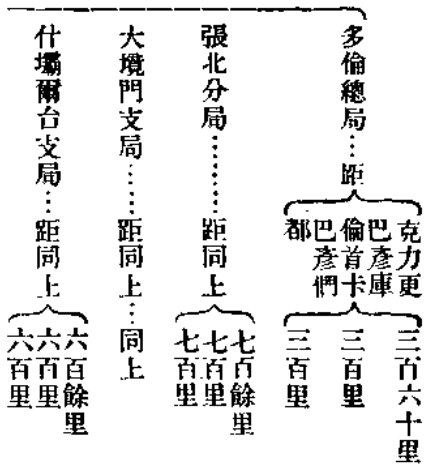 多倫總局…距
克力更
巴彥庫
倫首卡
巴彥們
都
三百六十里
三百里
三百里
張北分局………距同上
七百餘里
七百里
七百里
大境門支局……距同上…同上
什壩爾台支局…距同上
六百餘里
六百里
六百里